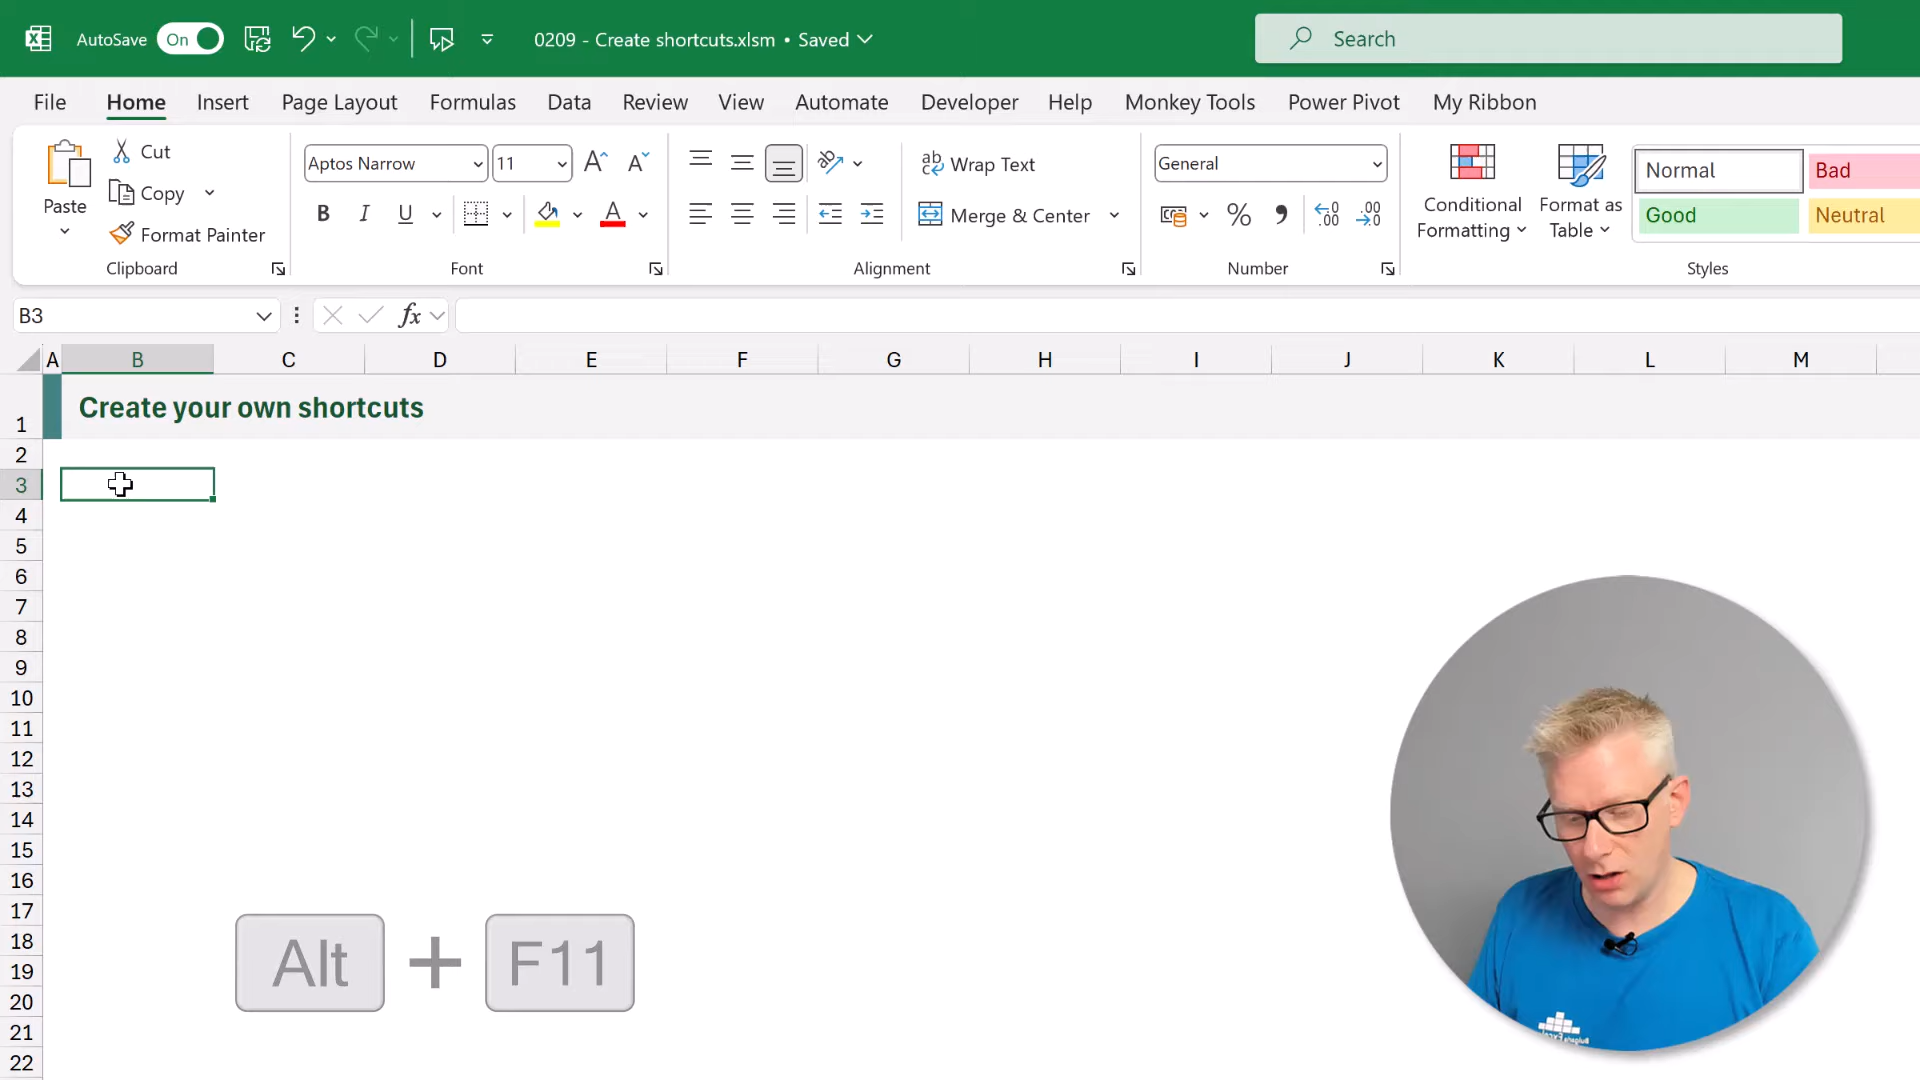 AutoSave On 0209 - Create shortcuts.xlsm • Saved Search
File Home Insert Page Layout Formulas Data Review View Automate Developer Help Monkey Tools Power Pivot My Ribbon
Paste
Cut
Copy
Format Painter
Clipboard
Aptos Narrow 11
B I U
Font
Wrap Text
Merge & Center
Alignment
General
Number
Conditional Formatting
Format as Table
Normal Bad
Good Neutral
Styles
B3 fx
A B C D E F G H I J K L M
1 Create your own shortcuts
2
3
4
5
6
7
8
9
10
11
12
13
14
15
16
17
18
19
20
21
22
Alt + F11